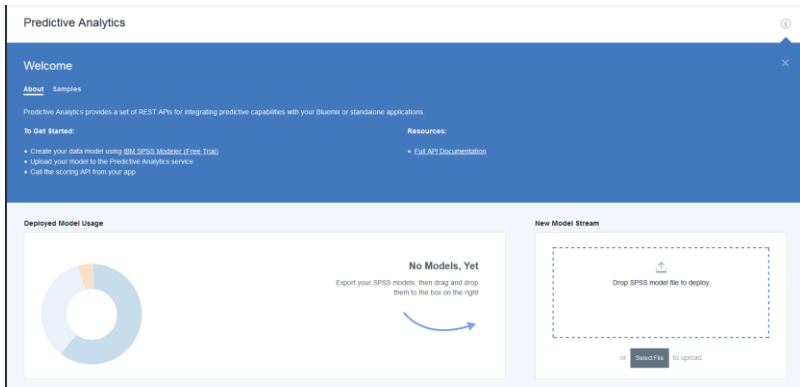 Predictive Analytics
Welcome
About Samples
Predictive Analytics provides a set of REST APIs for integrating predictive capabilities with your Bluemix or standalone applications.
To Get Started:
• Create your data model using IBM SPSS Modeler (Free Trial)
• Upload your model to the Predictive Analytics service
• Call the scoring API from your app
Resources:
• Full API Documentation
Deployed Model Usage
No Models, Yet
Export your SPSS models, then drag and drop
them to the box on the right
New Model Stream
Drop SPSS model file to deploy
or Select File to upload